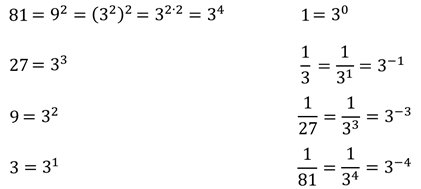 81 = 9² = (3²)² = 3²·² = 3⁴
1 = 3⁰
27 = 3³
1/3 = 1/3¹ = 3⁻¹
9 = 3²
1/27 = 1/3³ = 3⁻³
3 = 3¹
1/81 = 1/3⁴ = 3⁻⁴